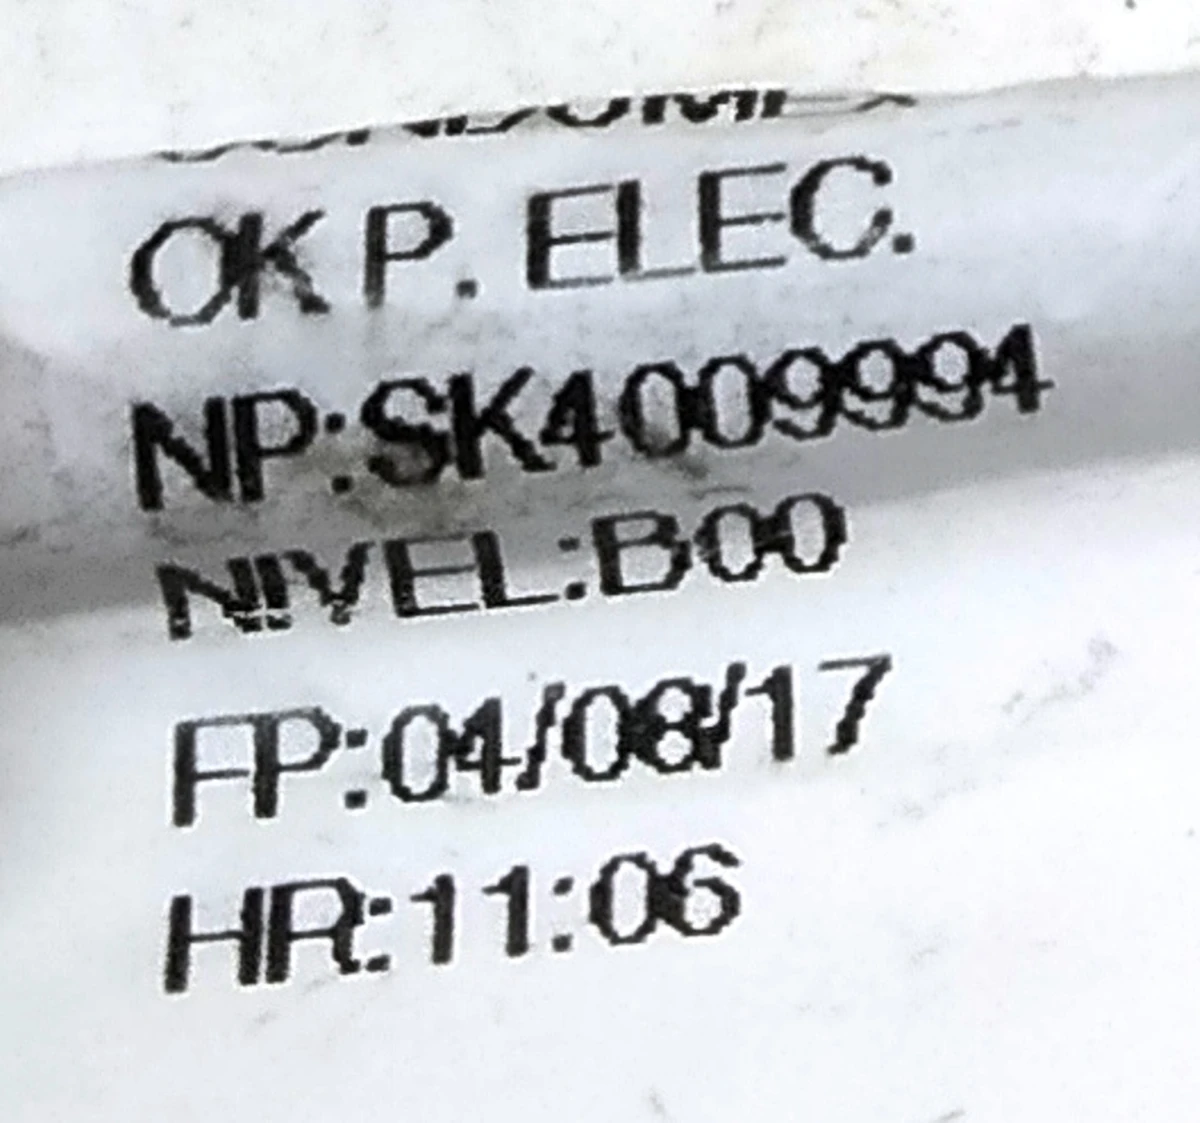 OK P. ELEC.
NP:SK4009994
NIVEL:B00
FP:04/08/17
HR:11:06